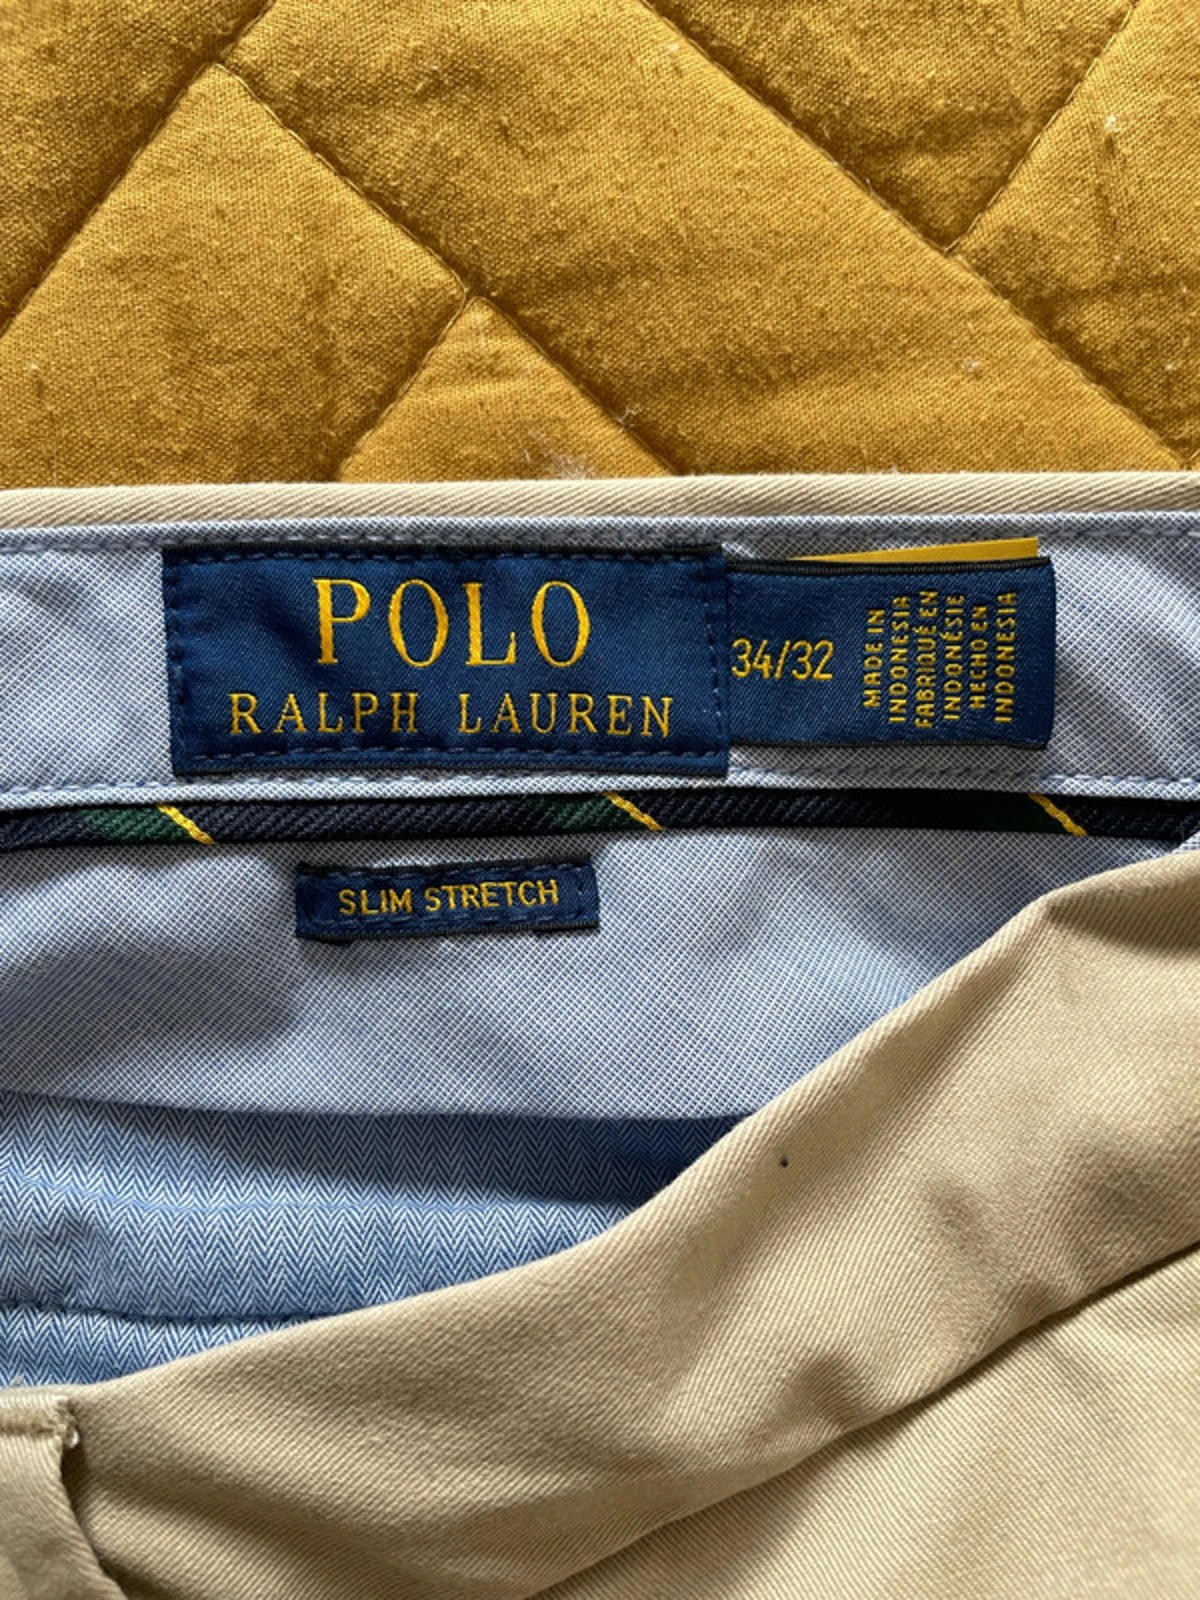 POLO
RALPH LAUREN
34/32
MADE IN
INDONESIA
FABRIQUÉ EN
INDONÉSIE
HECHO EN
INDONESIA
SLIM STRETCH